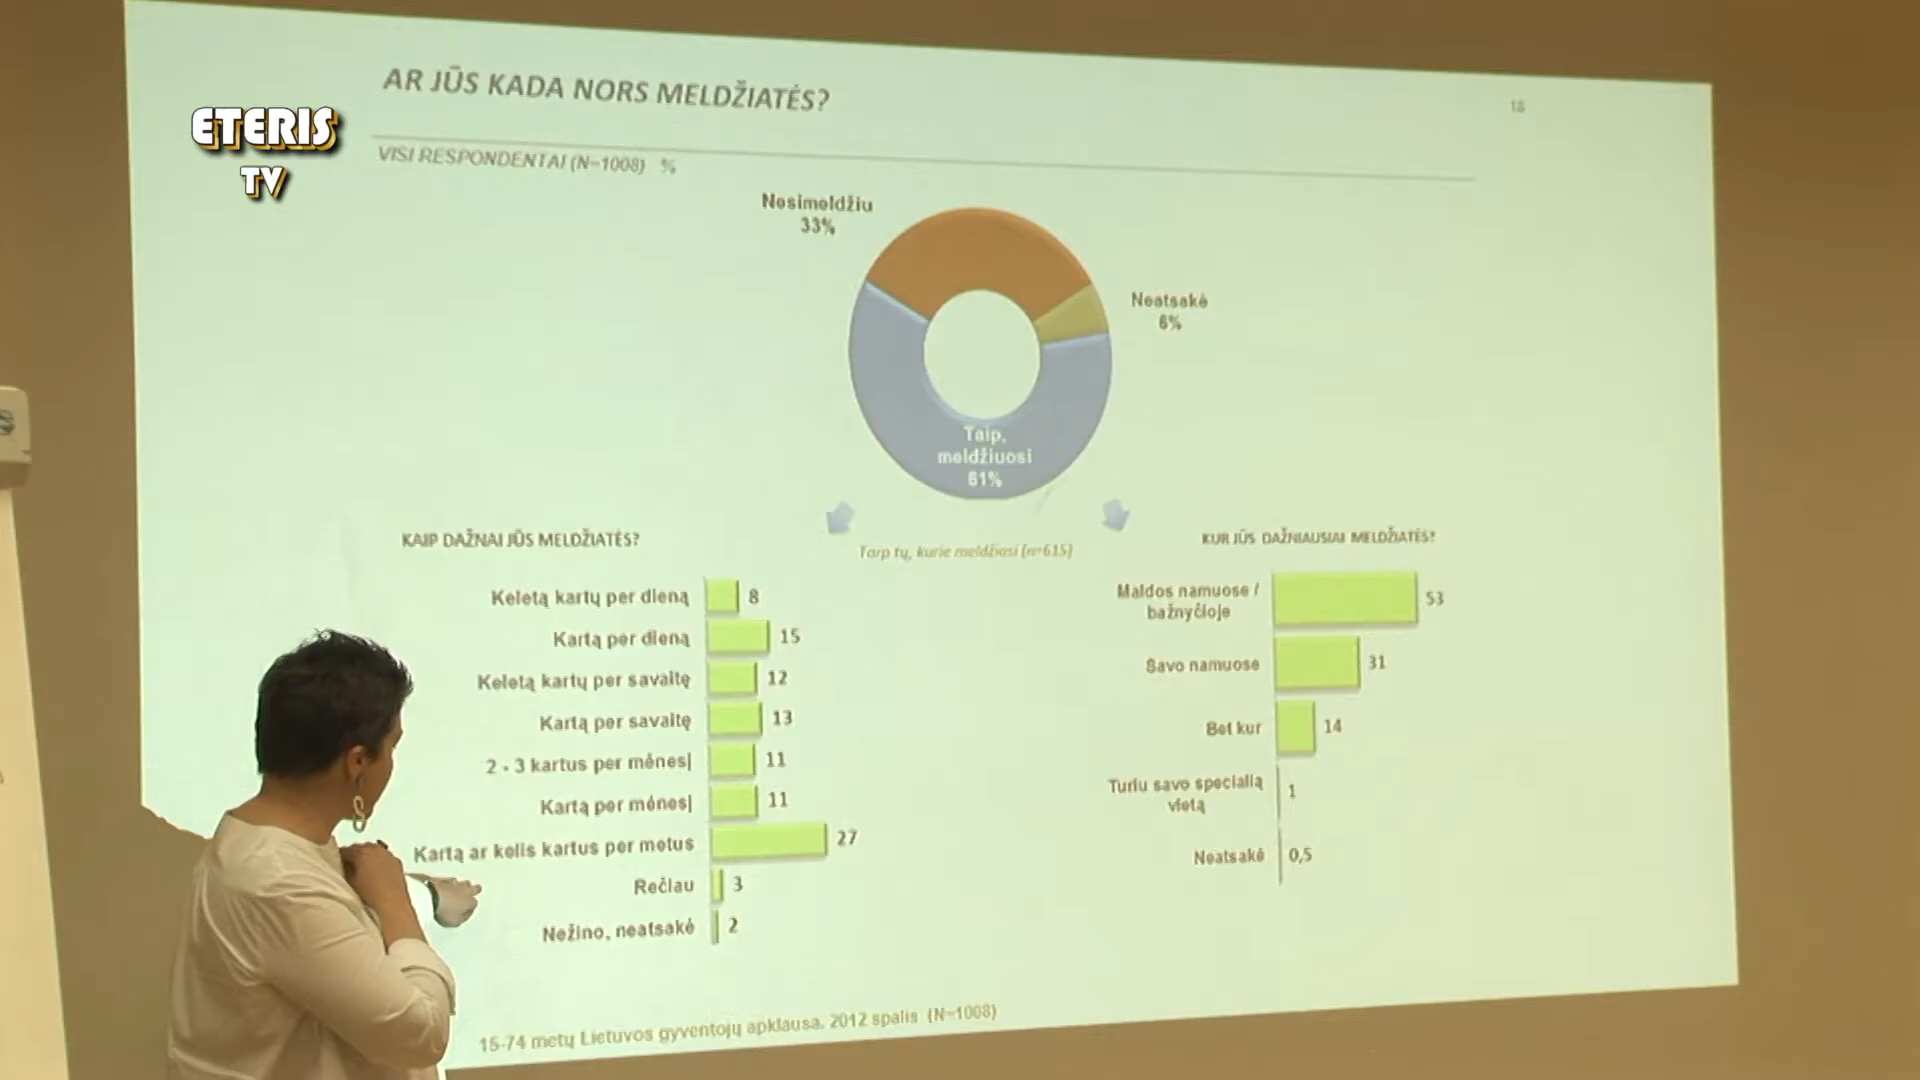 AR JŪS KADA NORS MELDŽIATĖS?
18
ETERIS
TV
VISI RESPONDENTAI (N=1008) %
Nesimeldžiu
33%
Neatsakė
6%
Taip,
meldžiuosi
61%
KAIP DAŽNAI JŪS MELDŽIATĖS?
Tarp tų, kurie meldžiasi (n=615)
KUR JŪS DAŽNIAUSIAI MELDŽIATĖS?
Keletą kartų per dieną 8
Kartą per dieną 15
Keletą kartų per savaitę 12
Kartą per savaitę 13
2 - 3 kartus per mėnesį 11
Kartą per mėnesį 11
Kartą ar kelis kartus per metus 27
Rečiau 3
Nežino, neatsakė 2
Maldos namuose /
bažnyčioje 53
Savo namuose 31
Bet kur 14
Turiu savo specialią
vietą 1
Neatsakė 0,5
15-74 metų Lietuvos gyventojų apklausa, 2012 spalis (N=1008)